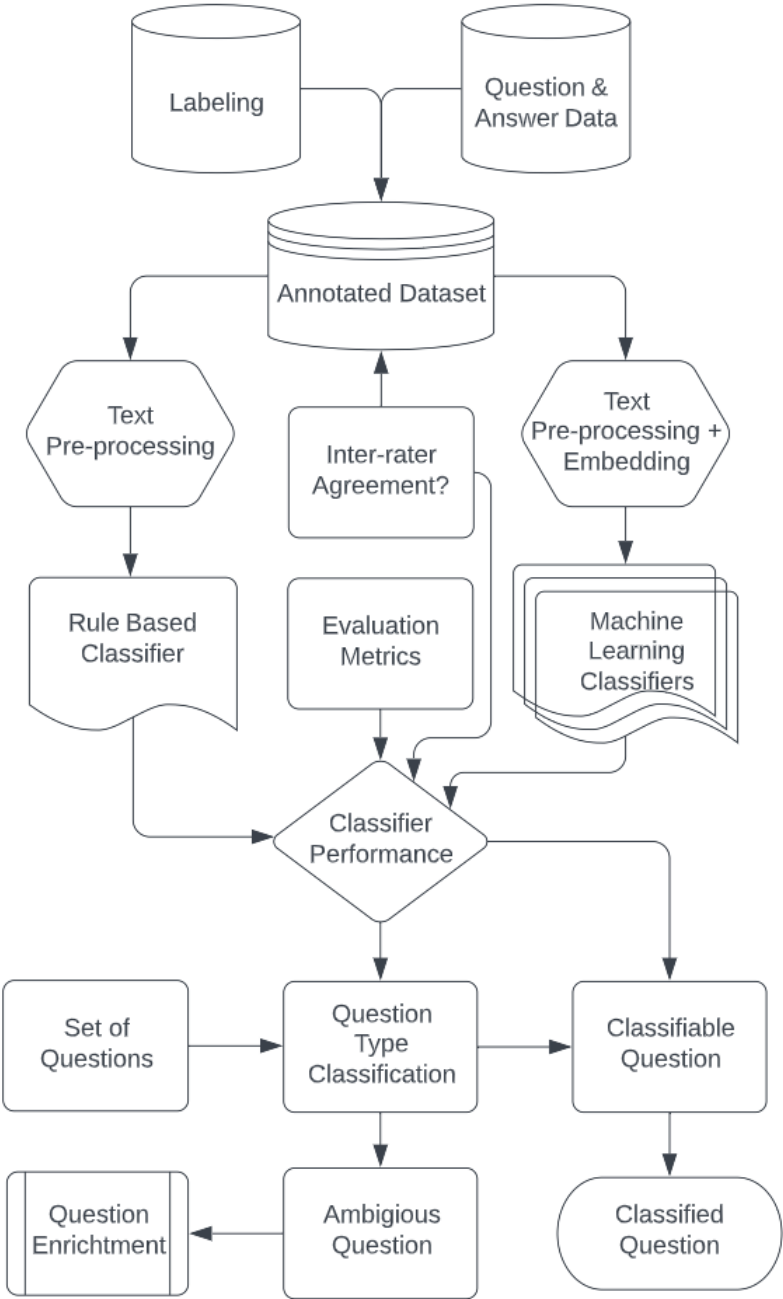 Labeling
Question &
Answer Data
Annotated Dataset
Text
Pre-processing
Inter-rater
Agreement?
Text
Pre-processing +
Embedding
Rule Based
Classifier
Evaluation
Metrics
Machine
Learning
Classifiers
Classifier
Performance
Set of
Questions
Question
Type
Classification
Classifiable
Question
Question
Enrichtment
Ambigious
Question
Classified
Question